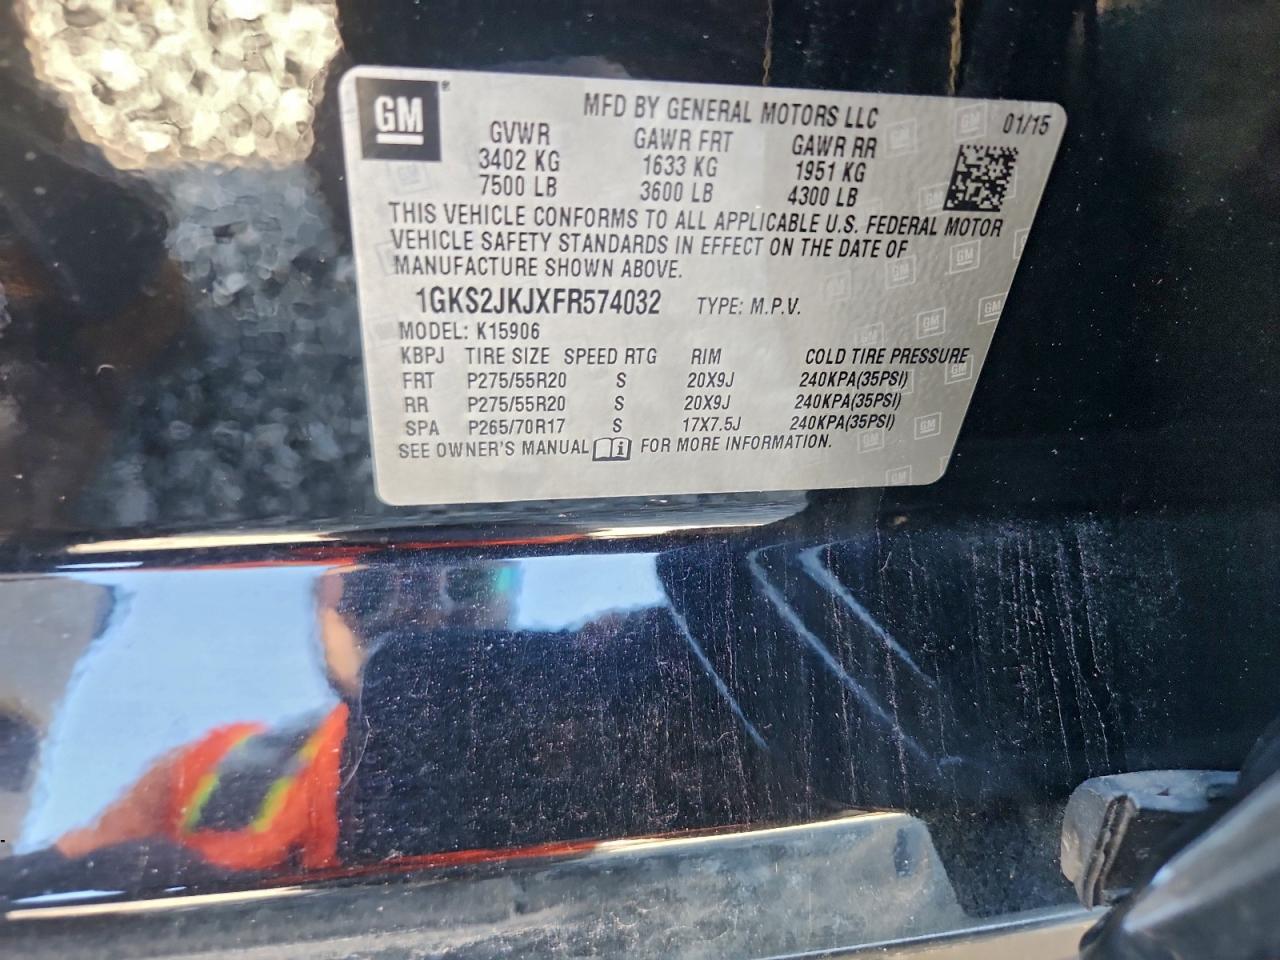 GM®
MFD BY GENERAL MOTORS LLC 01/15
GVWR GAWR FRT GAWR RR
3402 KG 1633 KG 1951 KG
7500 LB 3600 LB 4300 LB
THIS VEHICLE CONFORMS TO ALL APPLICABLE U.S. FEDERAL MOTOR
VEHICLE SAFETY STANDARDS IN EFFECT ON THE DATE OF
MANUFACTURE SHOWN ABOVE.
1GKS2JKJXFR574032 TYPE: M.P.V.
MODEL: K15906
KBPJ TIRE SIZE SPEED RTG RIM COLD TIRE PRESSURE
FRT P275/55R20 S 20X9J 240KPA(35PSI)
RR P275/55R20 S 20X9J 240KPA(35PSI)
SPA P265/70R17 S 17X7.5J 240KPA(35PSI)
SEE OWNER'S MANUAL FOR MORE INFORMATION.